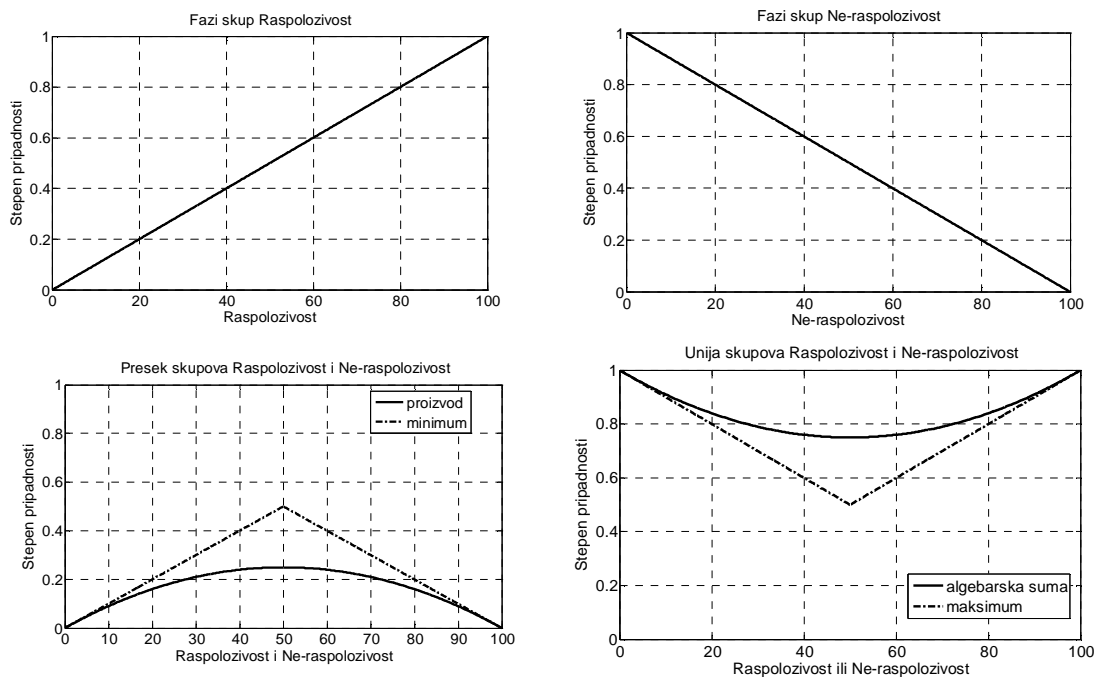 Fazi skup Raspolozivost
Stepen pripadnosti
1
0.8
0.6
0.4
0.2
0
0 20 40 60 80 100
Raspolozivost
Fazi skup Ne-raspolozivost
Stepen pripadnosti
1
0.8
0.6
0.4
0.2
0
0 20 40 60 80 100
Ne-raspolozivost
Presek skupova Raspolozivost i Ne-raspolozivost
Stepen pripadnosti
1
0.8
0.6
0.4
0.2
0
proizvod
minimum
0 10 20 30 40 50 60 70 80 90 100
Raspolozivost i Ne-raspolozivost
Unija skupova Raspolozivost i Ne-raspolozivost
Stepen pripadnosti
1
0.8
0.6
0.4
0.2
0
algebarska suma
maksimum
0 20 40 60 80 100
Raspolozivost ili Ne-raspolozivost